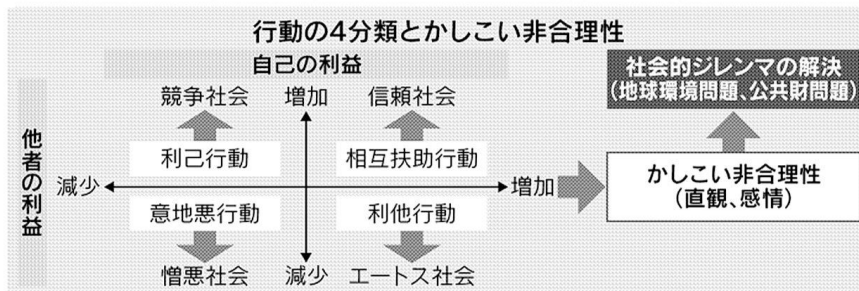 行動の4分類とかしこい非合理性
自己の利益
競争社会 増加 信頼社会
利己行動 相互扶助行動
他者の利益
減少 増加
意地悪行動 利他行動
憎悪社会 減少 エートス社会
社会的ジレンマの解決
(地球環境問題、公共財問題)
かしこい非合理性
(直観、感情)